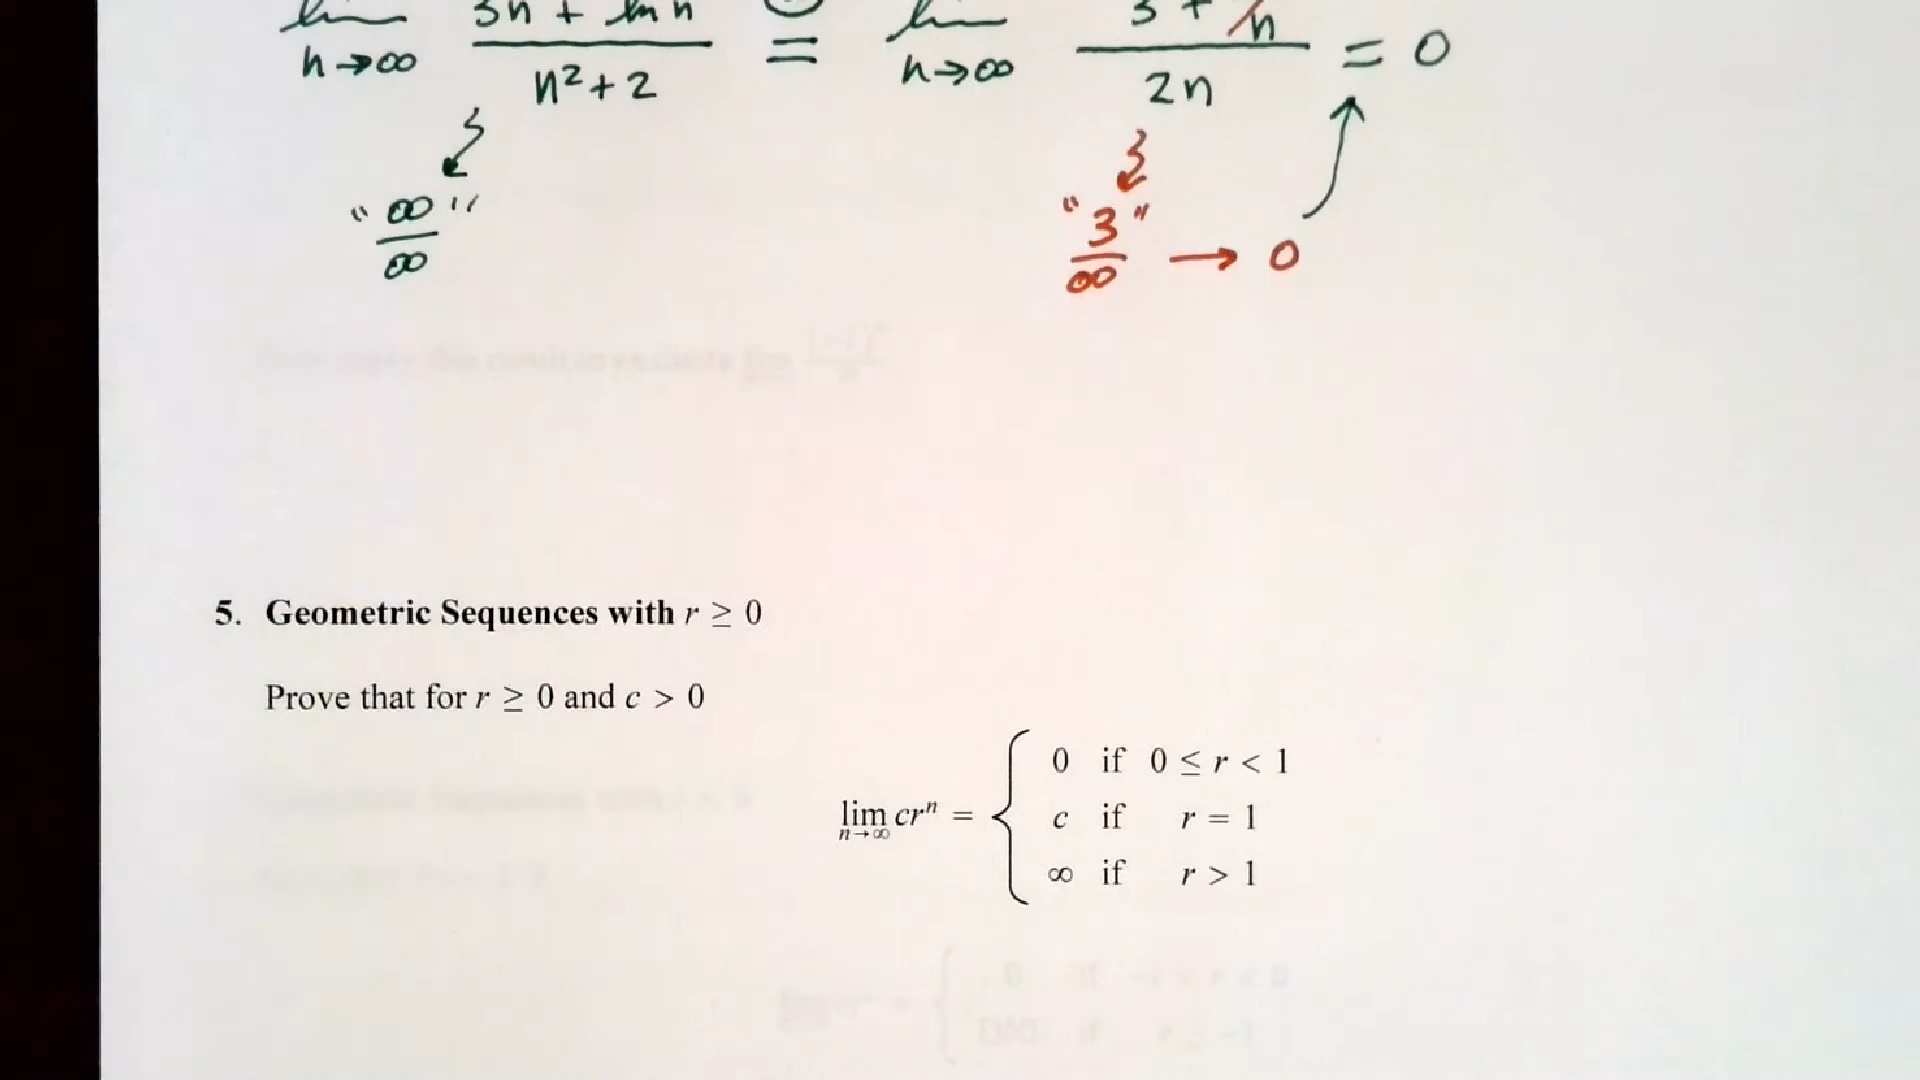 lim 3n + ln n = lim 3 + 1/n = 0
n→∞ n² + 2 n→∞ 2n
"∞/∞" "3/∞" → 0
5. Geometric Sequences with r ≥ 0
Prove that for r ≥ 0 and c > 0
0 if 0 ≤ r < 1
lim crⁿ = { c if r = 1
n→∞
∞ if r > 1